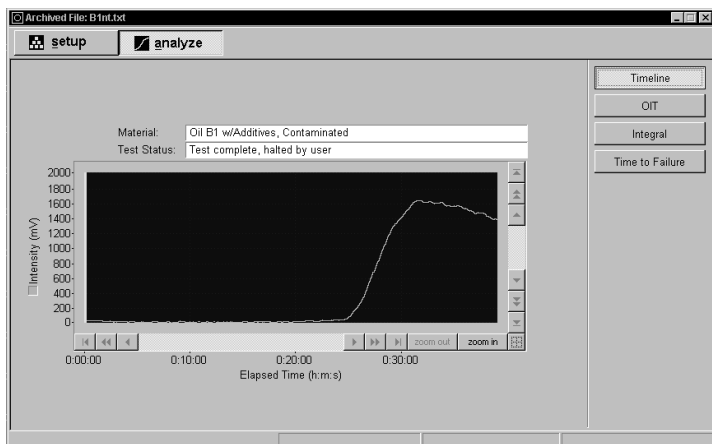 Archived File: B1nt.txt
setup
analyze
Timeline
OIT
Integral
Time to Failure
Material: Oil B1 w/Additives, Contaminated
Test Status: Test complete, halted by user
2000
1800
1600
1400
1200
1000
800
600
400
200
0
Intensity (mV)
zoom out
zoom in
0:00:00 0:10:00 0:20:00 0:30:00
Elapsed Time (h:m:s)